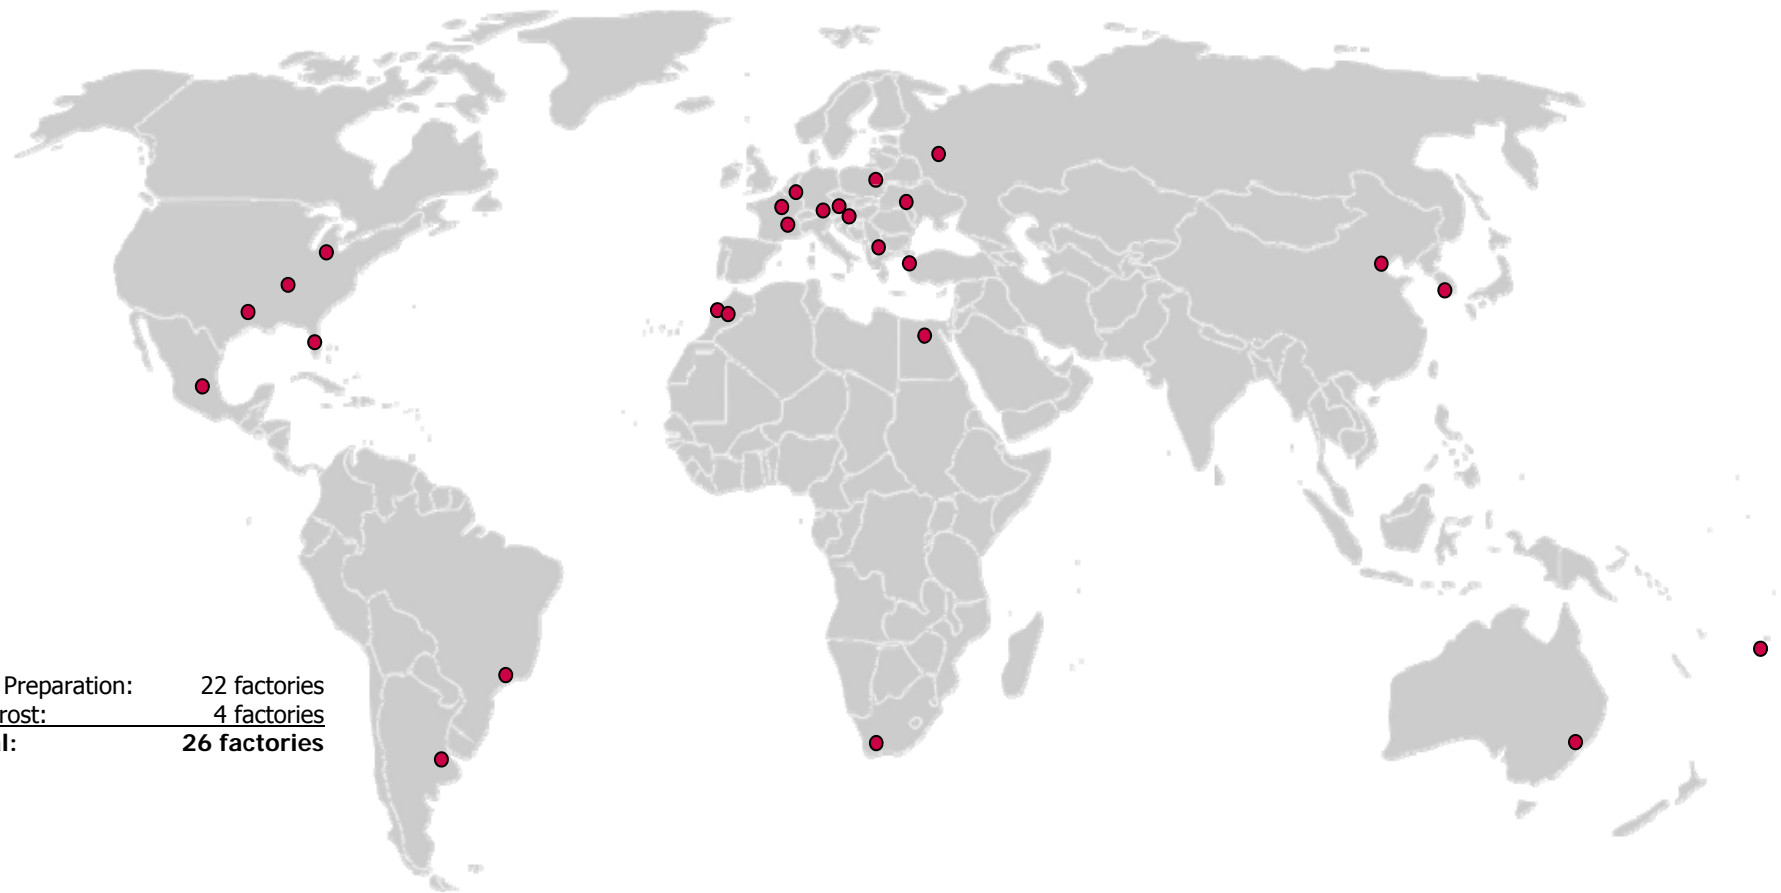 Preparation: 22 factories
rost: 4 factories
l: 26 factories